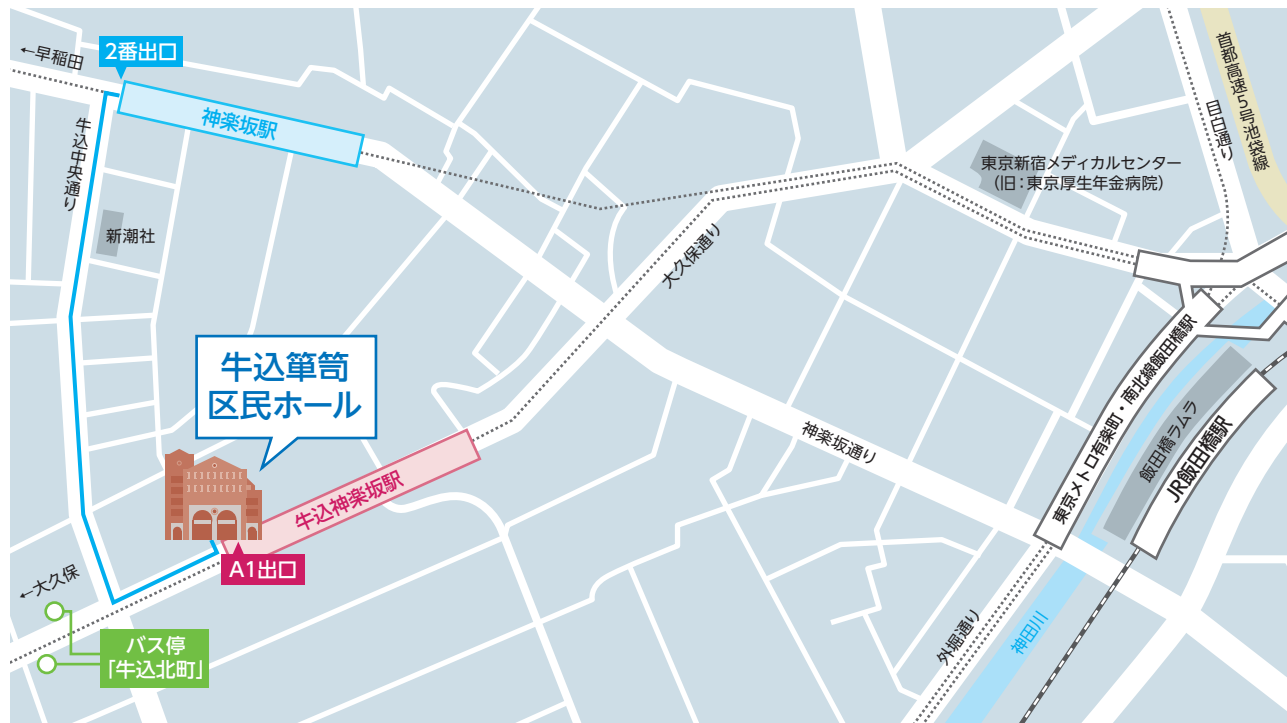 ←早稲田
2番出口
神楽坂駅
牛込中央通り
新潮社
牛込簞笥
区民ホール
牛込神楽坂駅
A1出口
←大久保
バス停
「牛込北町」
大久保通り
神楽坂通り
東京新宿メディカルセンター
（旧：東京厚生年金病院）
目白通り
首都高速5号池袋線
東京メトロ有楽町・南北線飯田橋駅
飯田橋ラムラ
JR飯田橋駅
外堀通り
神田川